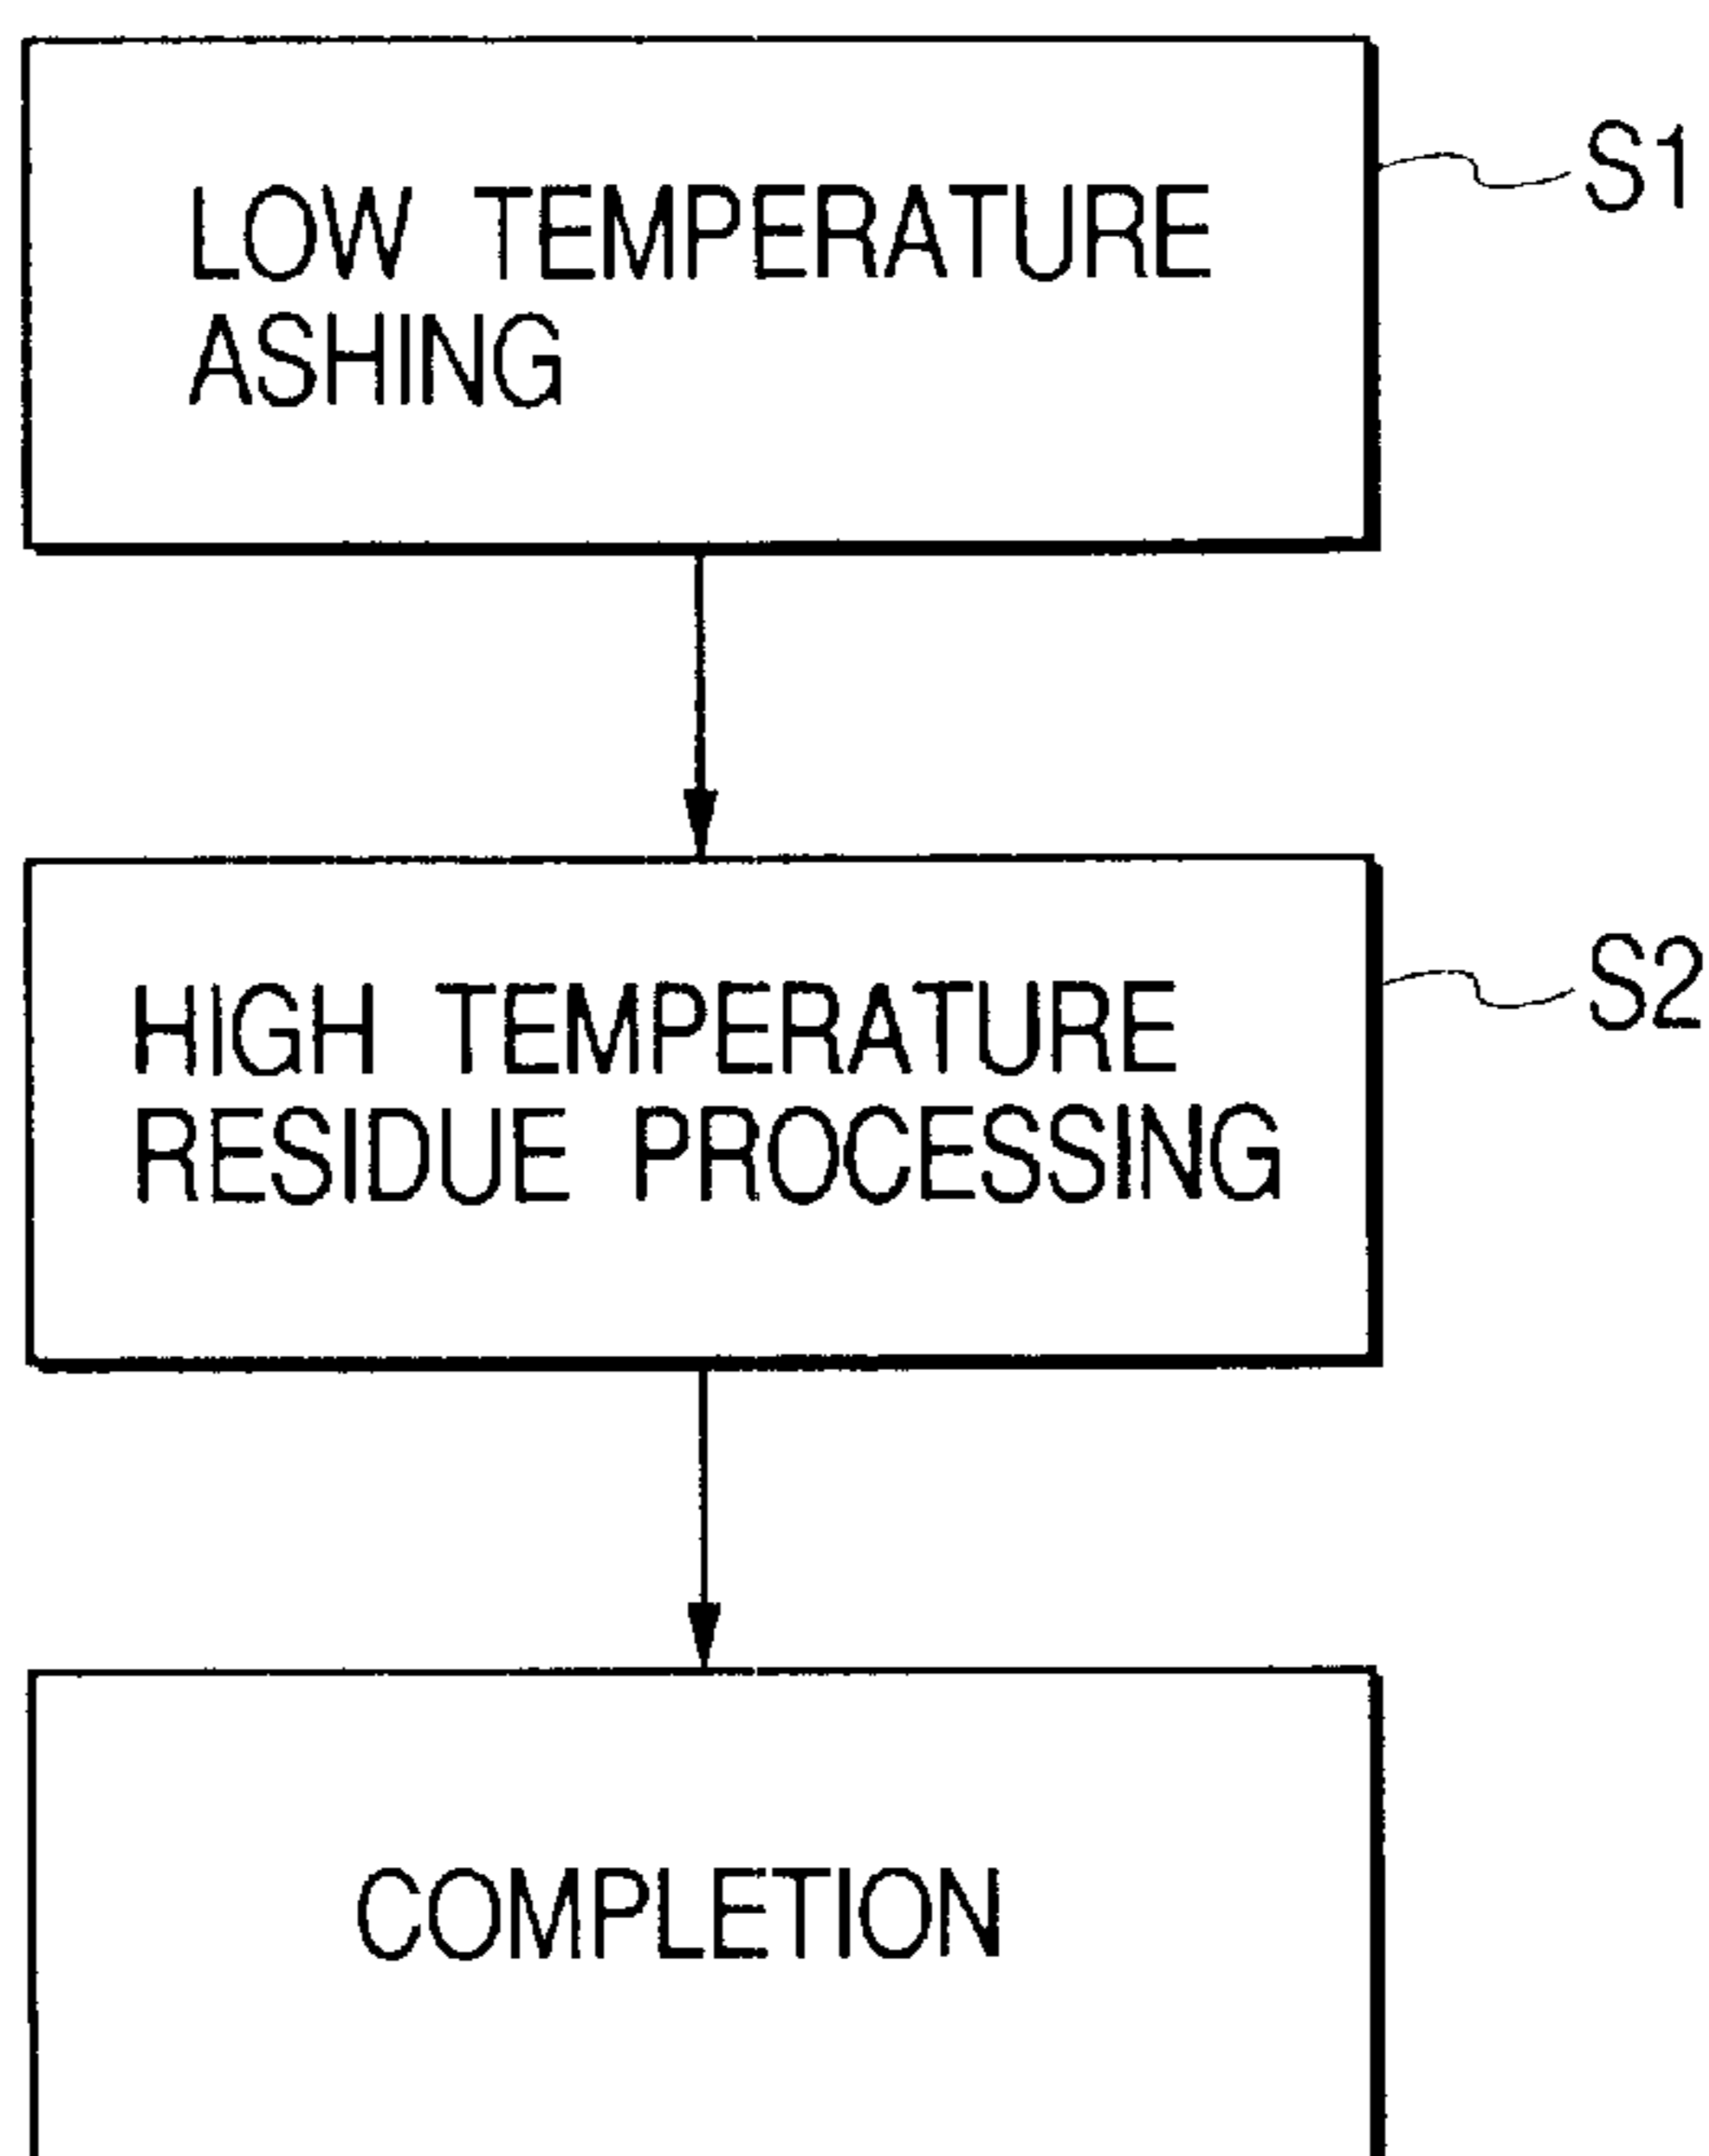 LOW TEMPERATURE
ASHING
S1
HIGH TEMPERATURE
RESIDUE PROCESSING
S2
COMPLETION